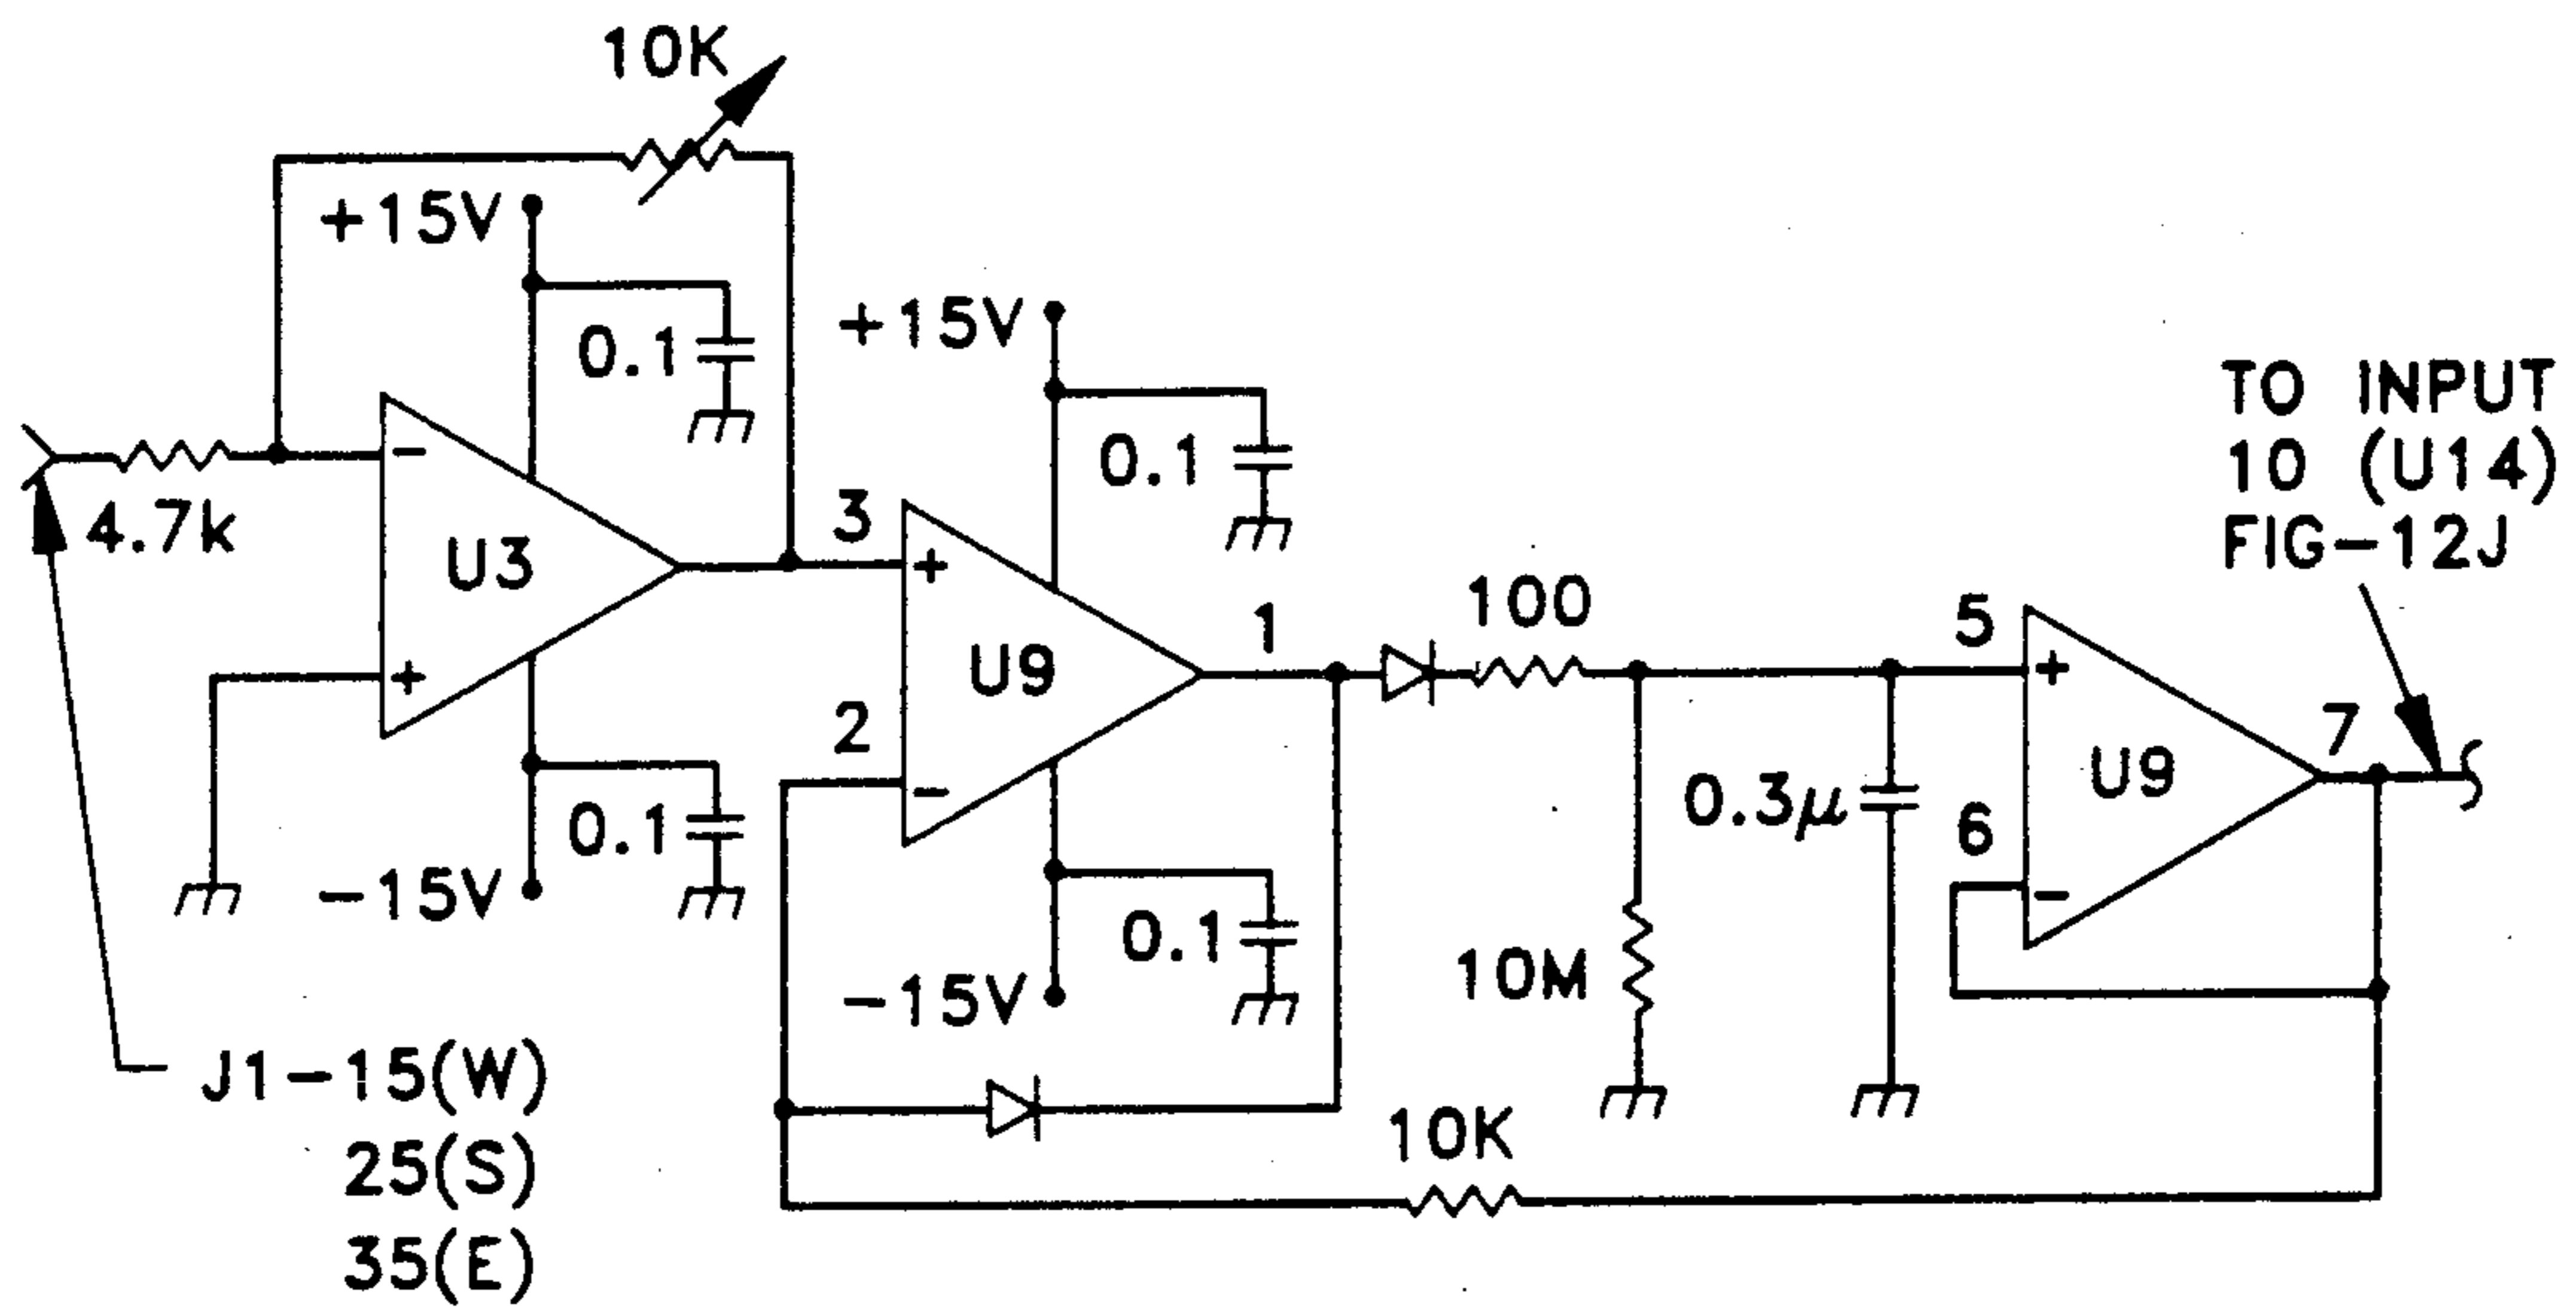 10K
+15V
0.1
+15V
0.1
TO INPUT
10 (U14)
FIG-12J
4.7k
-
U3
+
3
+
U9
2
-
1
100
5
+
U9
7
6
-
0.3μ
-15V
0.1
0.1
-15V
10M
10K
J1-15(W)
25(S)
35(E)